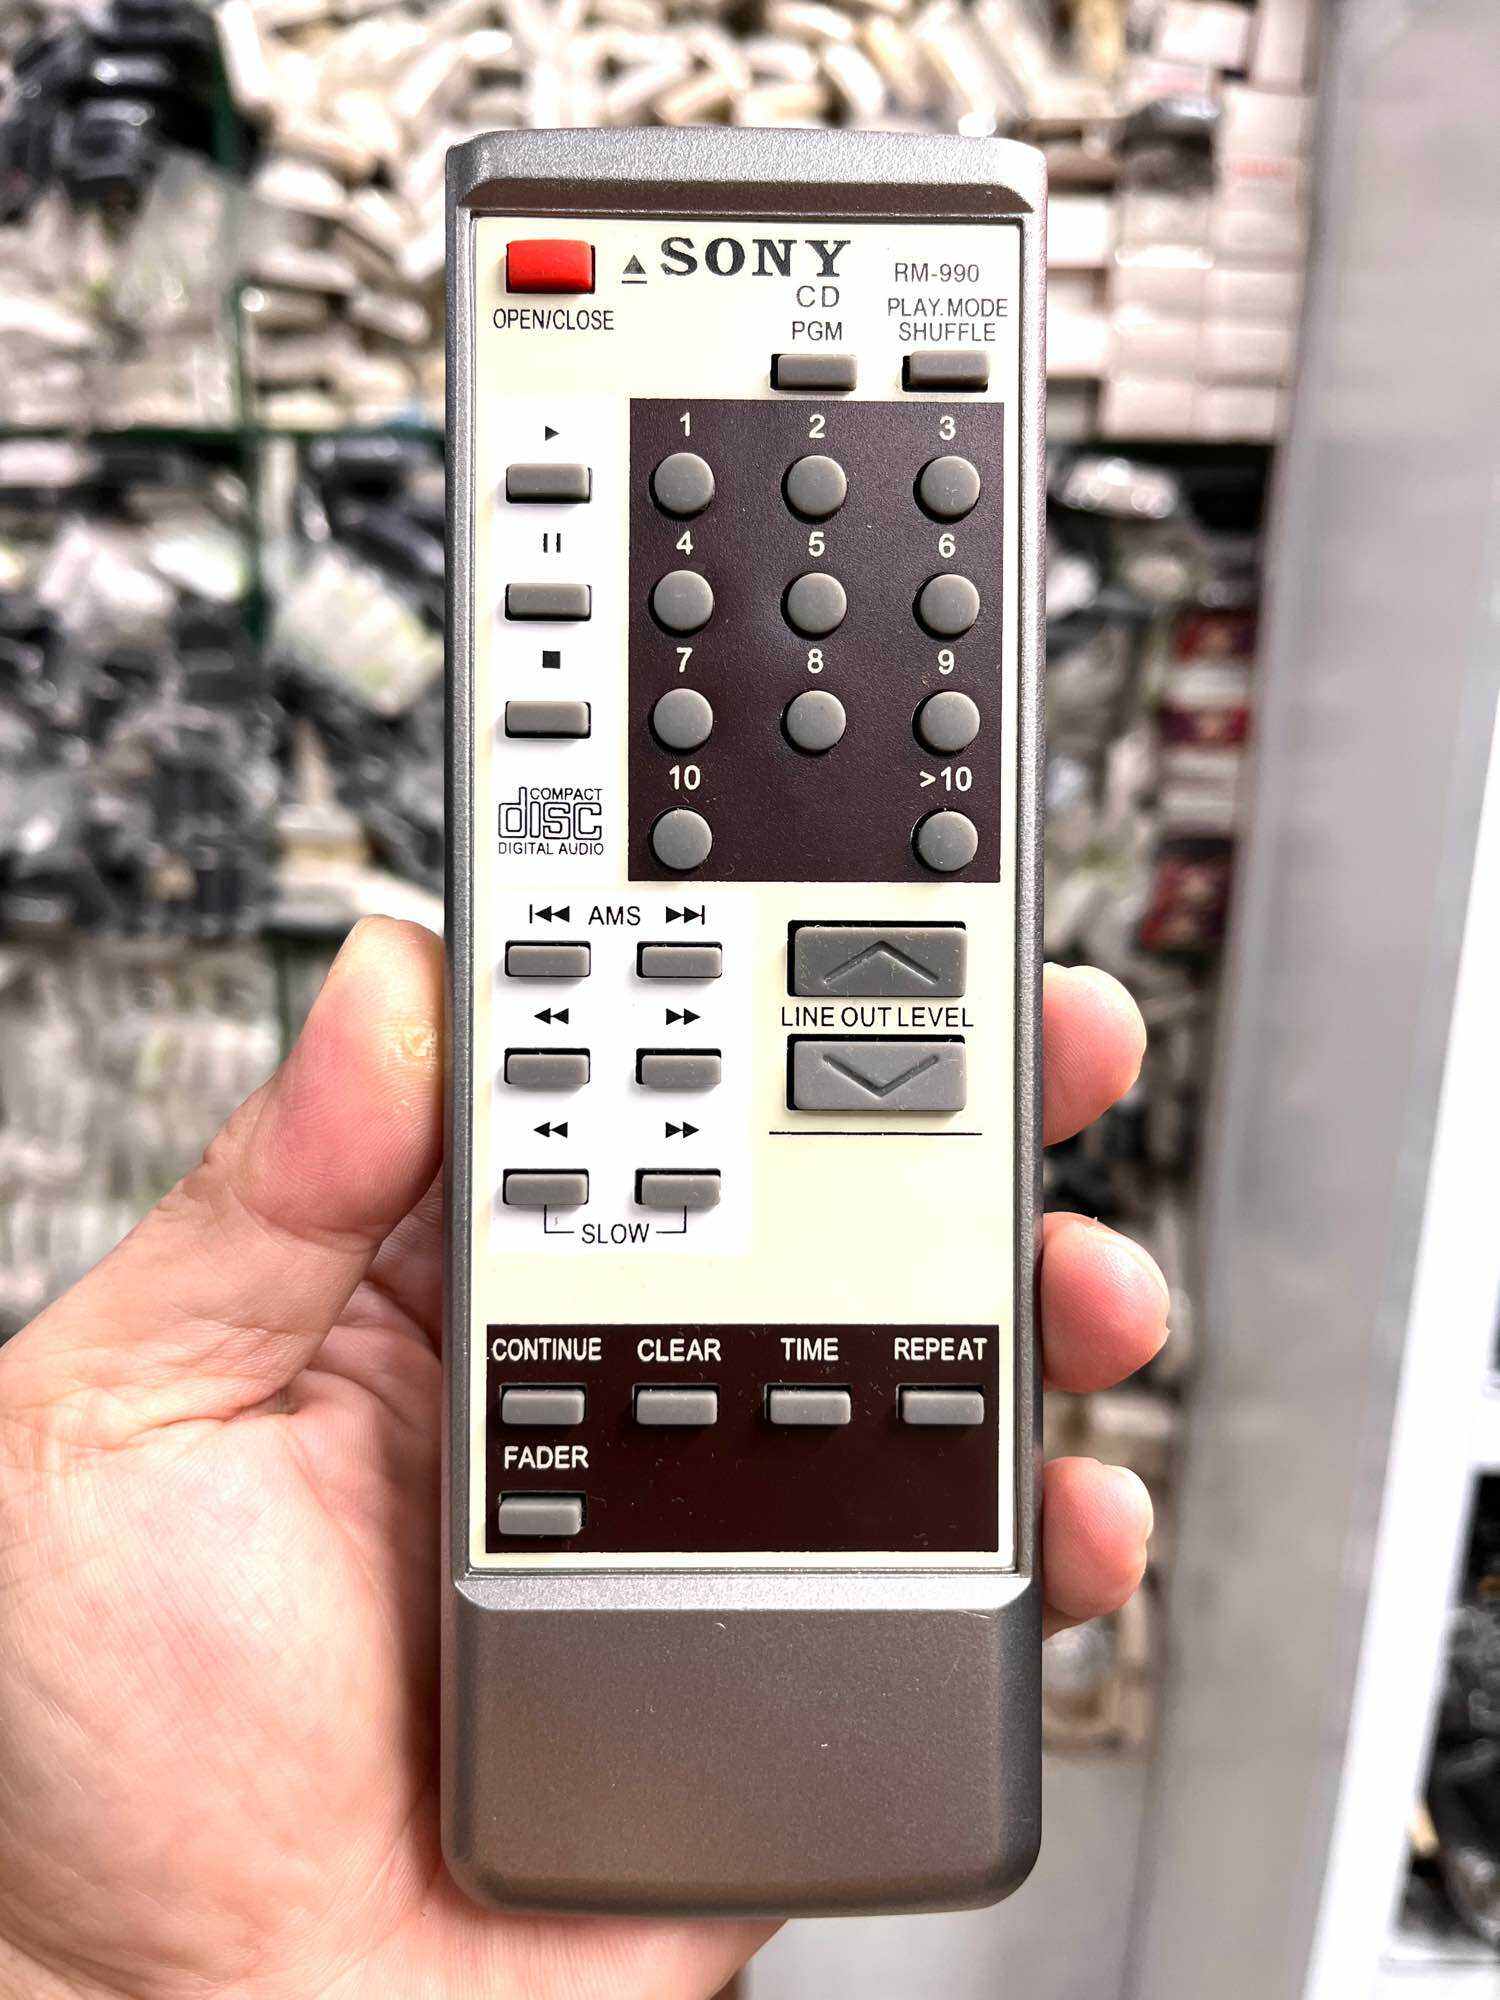 SONY
RM-990
CD
OPEN/CLOSE
PGM
PLAY.MODE
SHUFFLE
1 2 3
4 5 6
7 8 9
10 >10
COMPACT
disc
DIGITAL AUDIO
AMS
LINE OUT LEVEL
SLOW
CONTINUE CLEAR TIME REPEAT
FADER